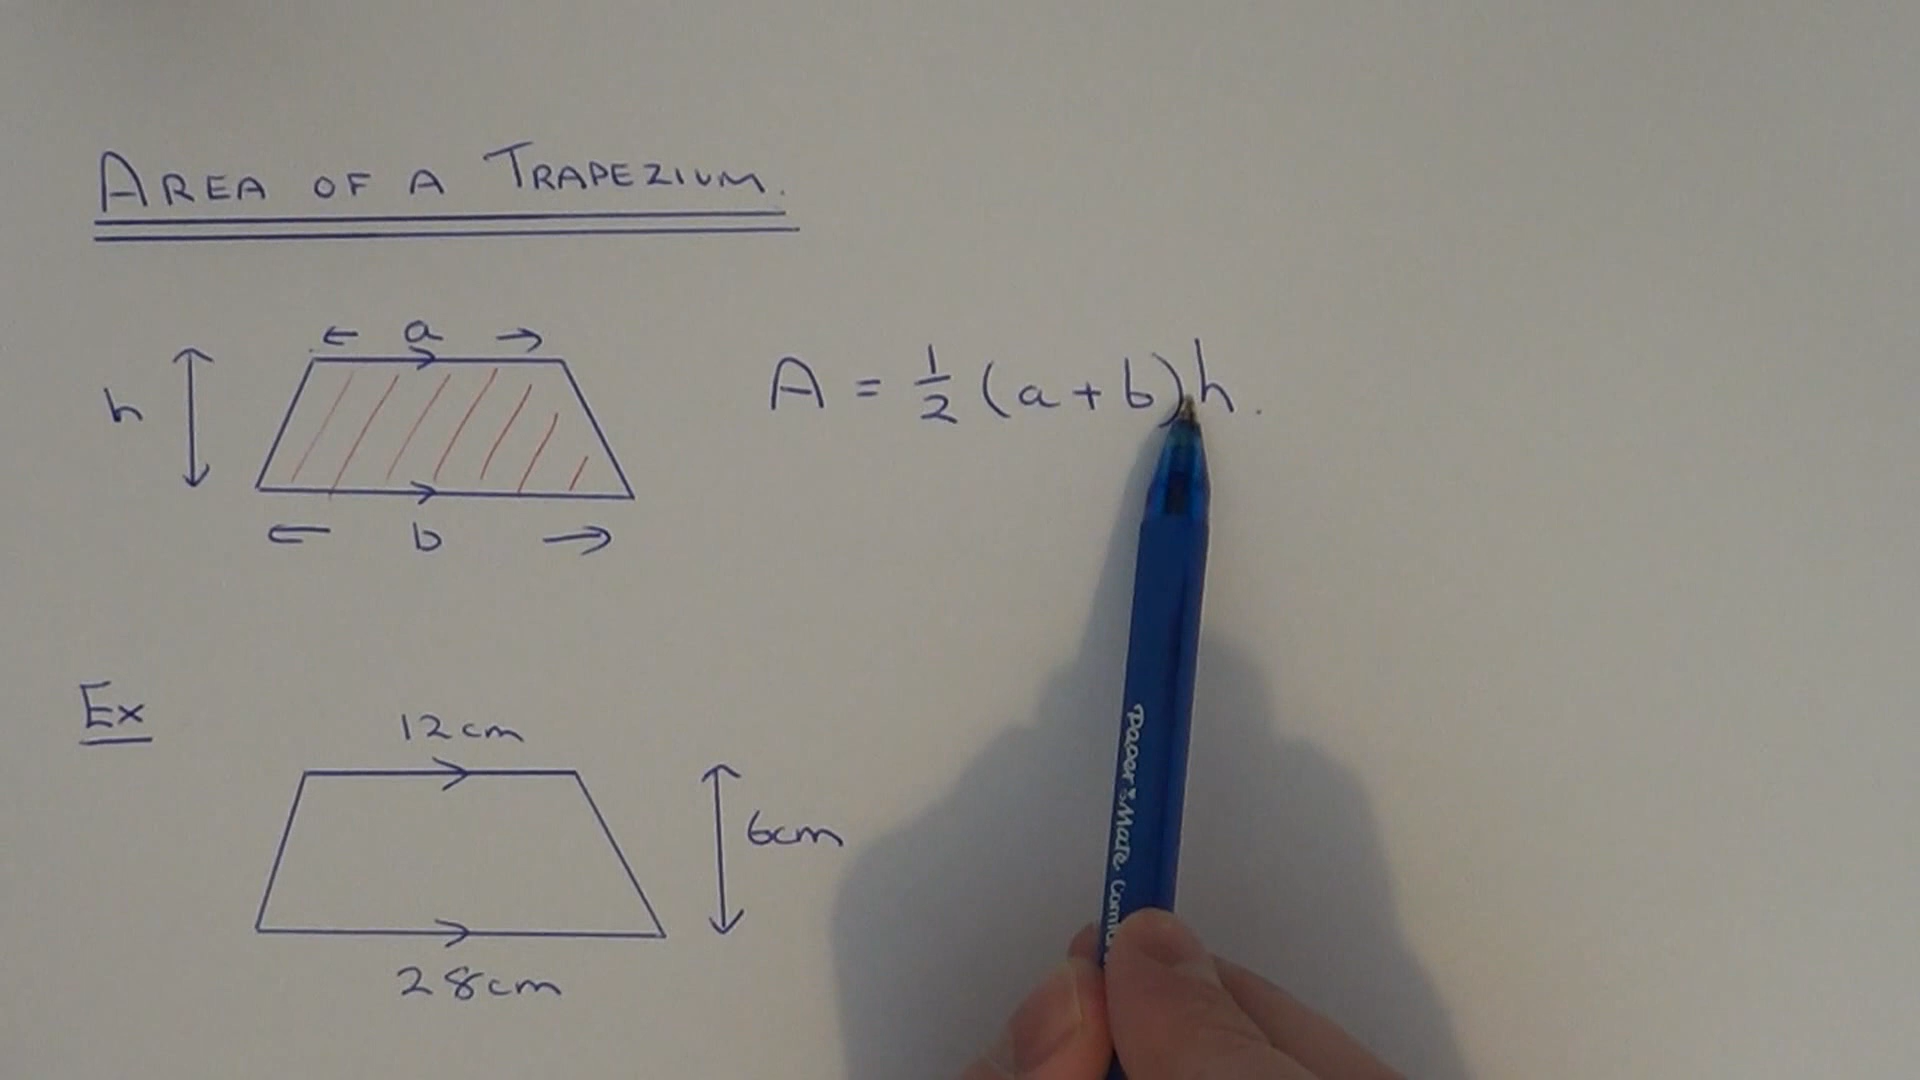 AREA OF A TRAPEZIUM.
a
h
A = 1/2 (a+b)h.
b
Ex
12cm
6cm
28cm
Paper:Mate